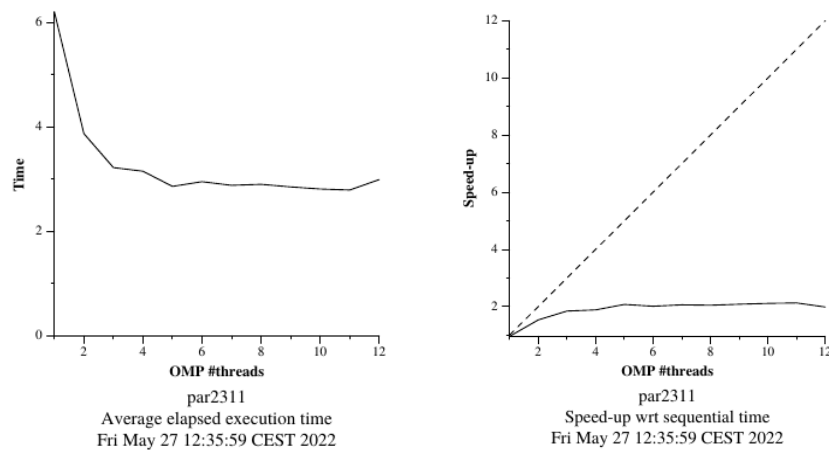 6
4
2
0
Time
2 4 6 8 10 12
OMP #threads
par2311
Average elapsed execution time
Fri May 27 12:35:59 CEST 2022
12
10
8
6
4
2
Speed-up
2 4 6 8 10 12
OMP #threads
par2311
Speed-up wrt sequential time
Fri May 27 12:35:59 CEST 2022